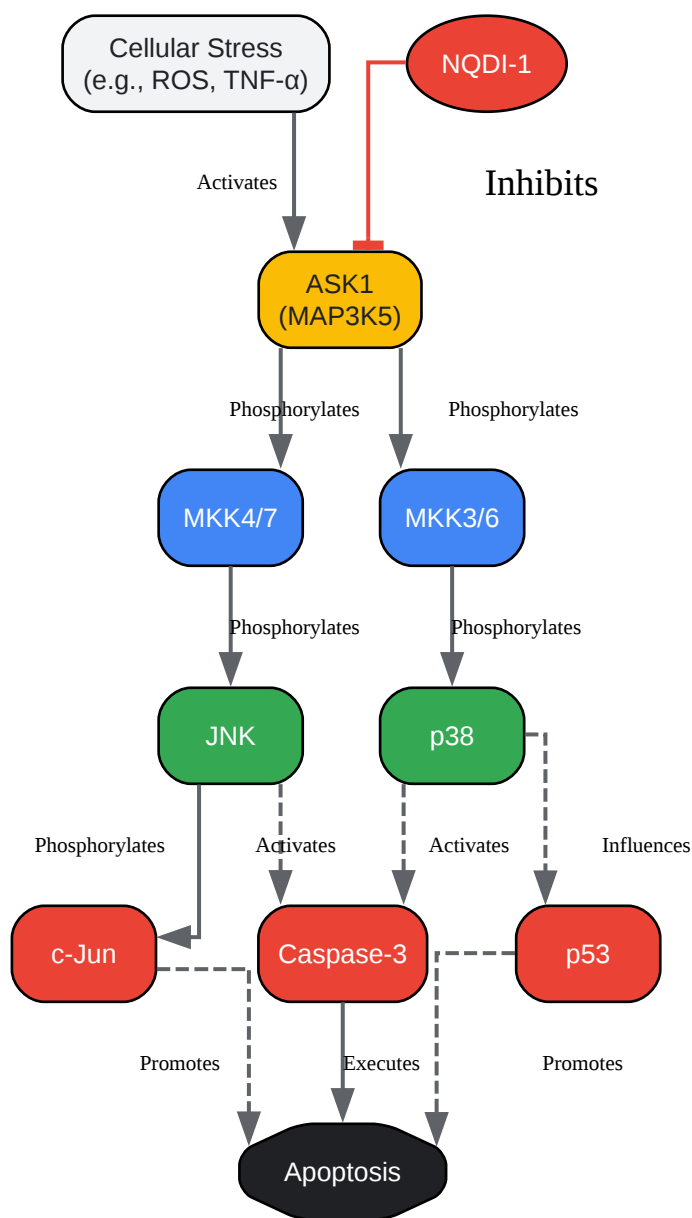 Cellular Stress
(e.g., ROS, TNF-α)
NQDI-1
Activates
Inhibits
ASK1
(MAP3K5)
Phosphorylates
Phosphorylates
MKK4/7
MKK3/6
Phosphorylates
Phosphorylates
JNK
p38
Phosphorylates
Activates
Activates
Influences
c-Jun
Caspase-3
p53
Promotes
Executes
Promotes
Apoptosis